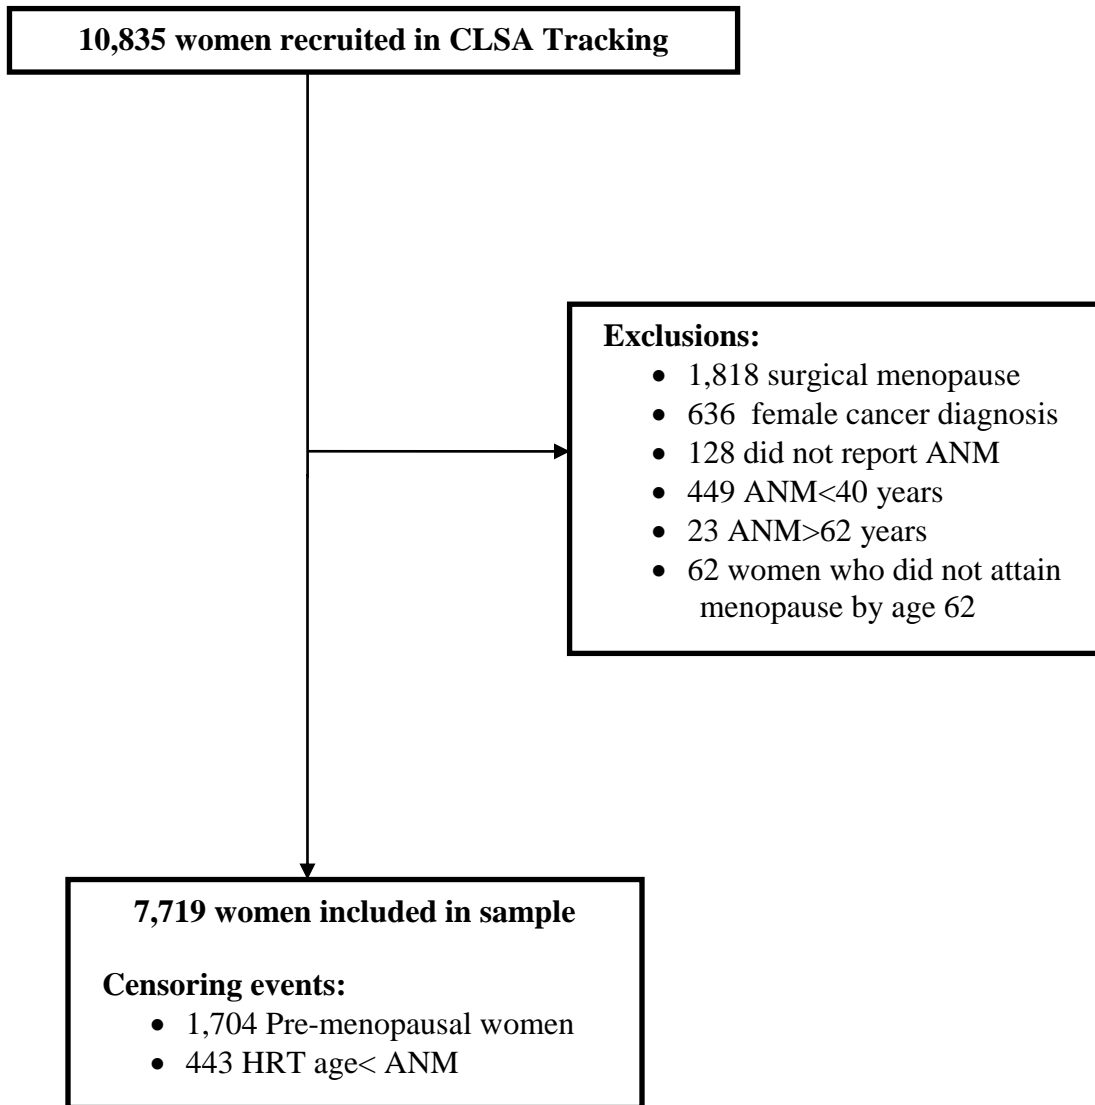 10,835 women recruited in CLSA Tracking
Exclusions:
• 1,818 surgical menopause
• 636  female cancer diagnosis
• 128 did not report ANM
• 449 ANM<40 years
• 23 ANM>62 years
• 62 women who did not attain
menopause by age 62
7,719 women included in sample
Censoring events:
• 1,704 Pre-menopausal women
• 443 HRT age< ANM